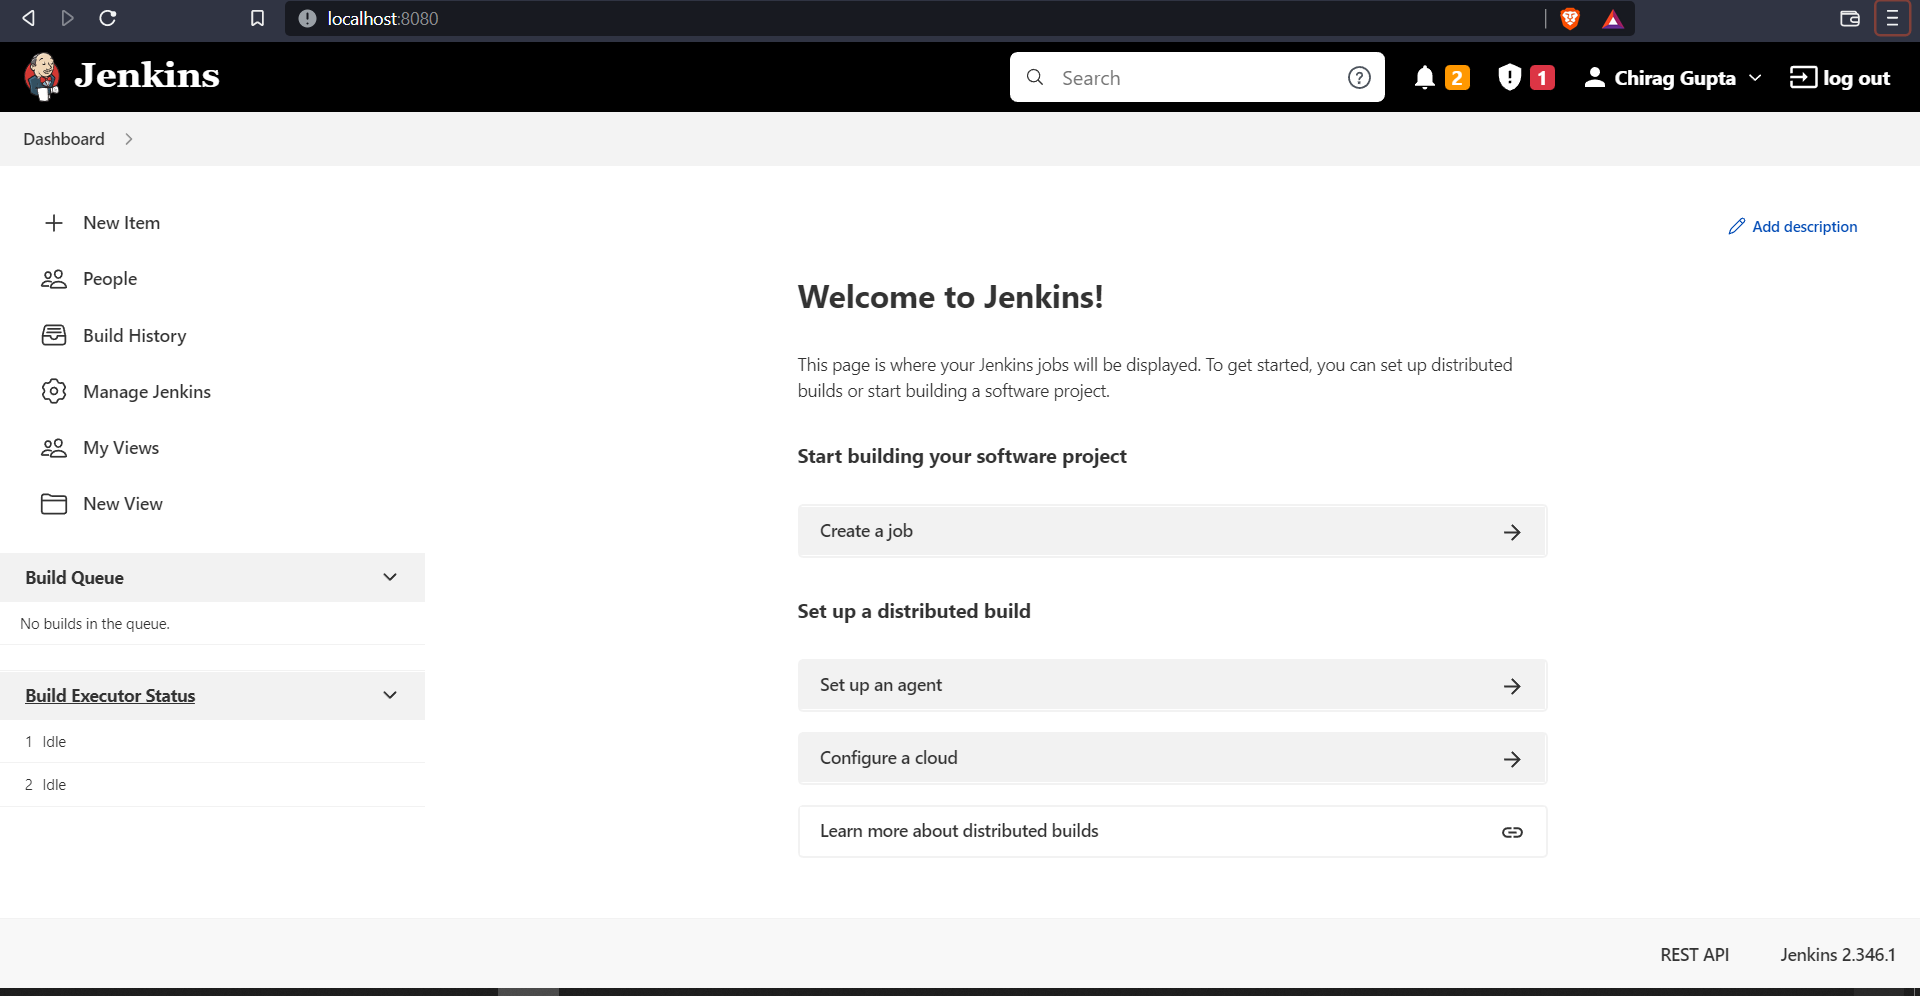 localhost:8080
Jenkins
Search
2
1
Chirag Gupta
log out
Dashboard
New Item
People
Build History
Manage Jenkins
My Views
New View
Build Queue
No builds in the queue.
Build Executor Status
1 Idle
2 Idle
Add description
Welcome to Jenkins!
This page is where your Jenkins jobs will be displayed. To get started, you can set up distributed
builds or start building a software project.
Start building your software project
Create a job
Set up a distributed build
Set up an agent
Configure a cloud
Learn more about distributed builds
REST API
Jenkins 2.346.1